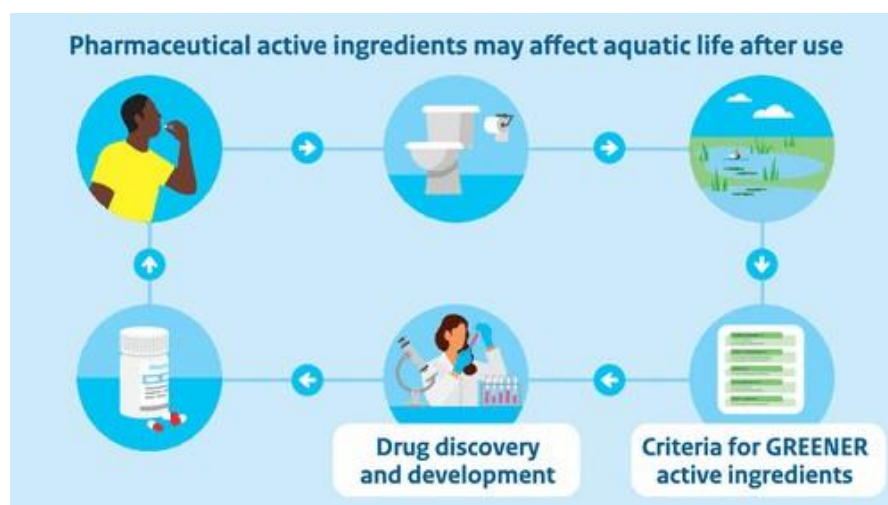 Pharmaceutical active ingredients may affect aquatic life after use
Drug discovery
and development
Criteria for GREENER
active ingredients